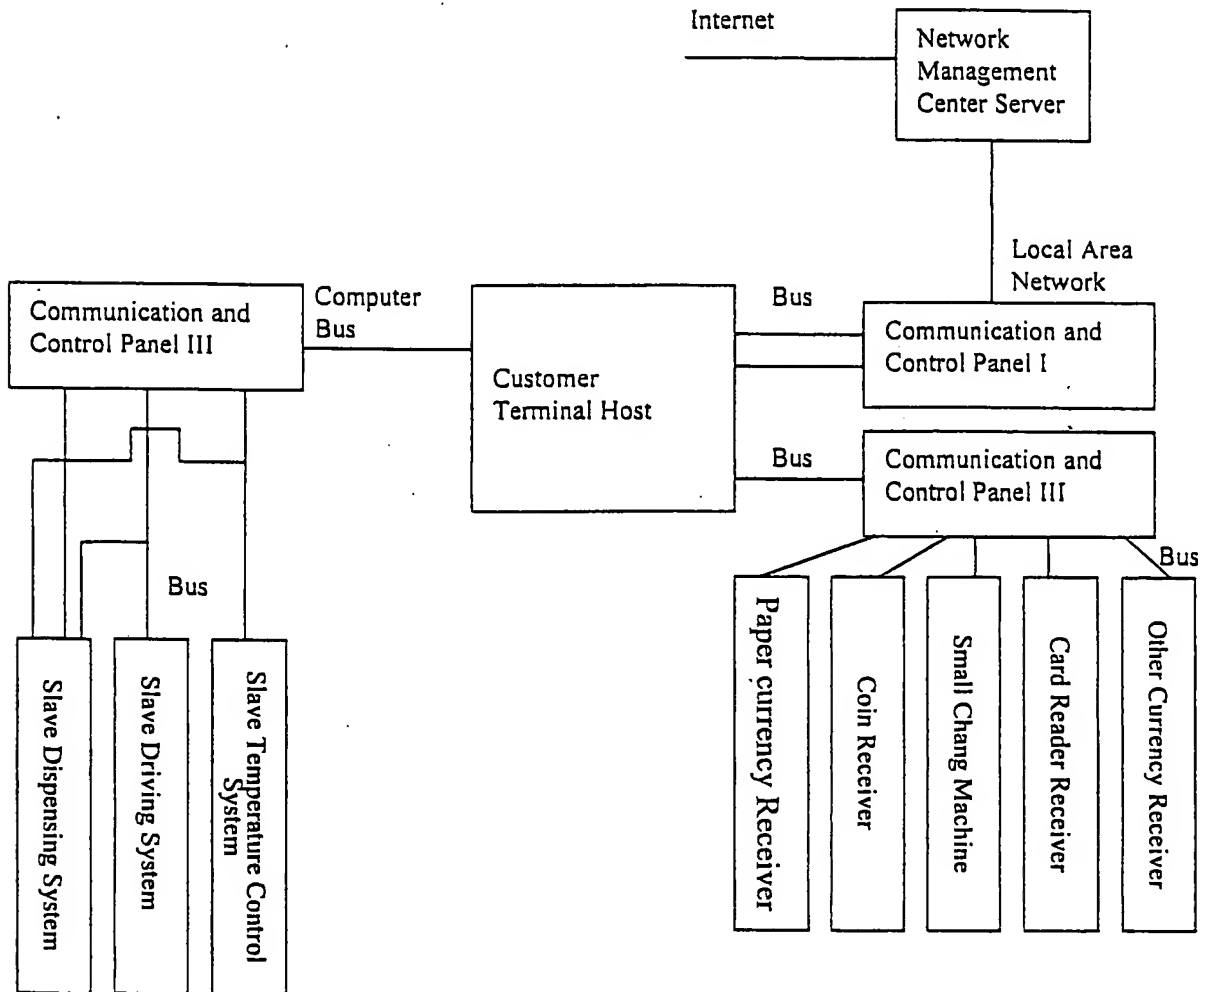 Internet
Network
Management
Center Server
Local Area
Network
Communication and
Control Panel III
Computer
Bus
Customer
Terminal Host
Bus
Communication and
Control Panel I
Bus
Communication and
Control Panel III
Bus
Bus
Slave Dispensing System
Slave Driving System
Slave Temperature Control
System
Paper currency Receiver
Coin Receiver
Small Chang Machine
Card Reader Receiver
Other Currency Receiver